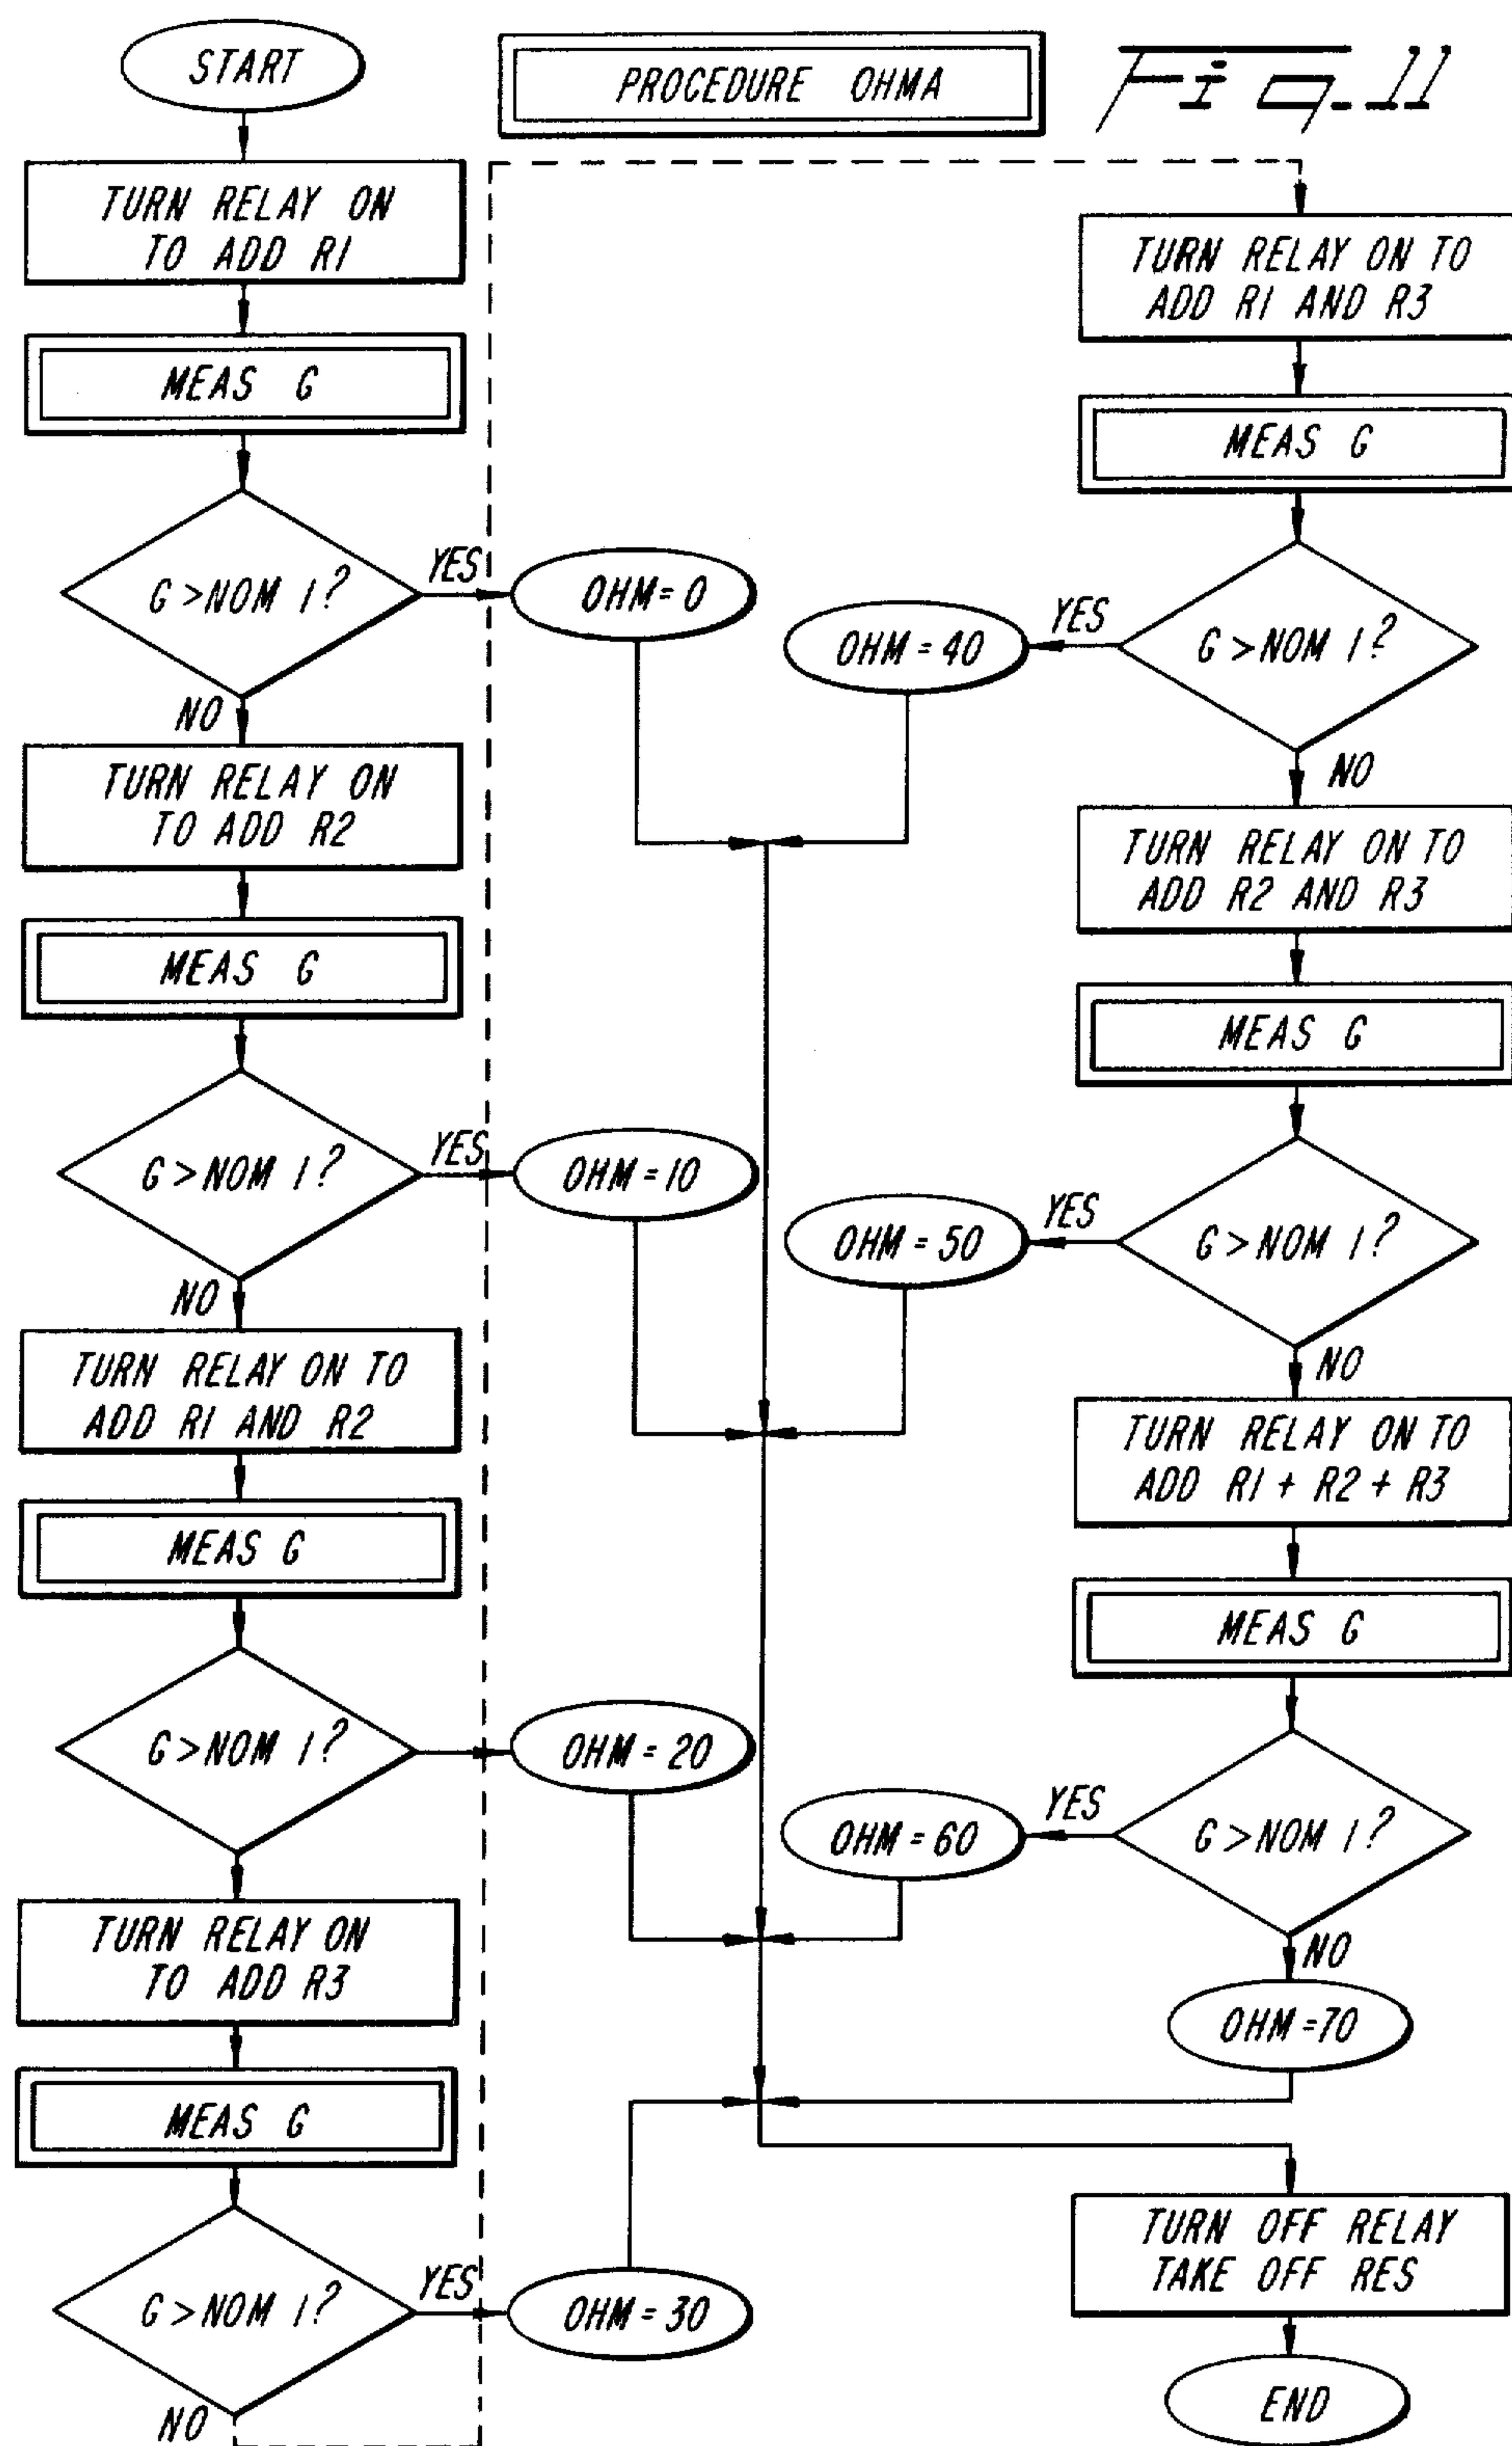 START
PROCEDURE OHMA
Fig. 11
TURN RELAY ON
TO ADD R1
MEAS G
G > NOM 1?
YES
OHM = 0
NO
TURN RELAY ON
TO ADD R2
MEAS G
G > NOM 1?
YES
OHM = 10
NO
TURN RELAY ON TO
ADD R1 AND R2
MEAS G
G > NOM 1?
OHM = 20
TURN RELAY ON
TO ADD R3
MEAS G
G > NOM 1?
YES
OHM = 30
NO
TURN RELAY ON TO
ADD R1 AND R3
MEAS G
G > NOM 1?
YES
OHM = 40
NO
TURN RELAY ON TO
ADD R2 AND R3
MEAS G
G > NOM 1?
YES
OHM = 50
NO
TURN RELAY ON TO
ADD R1 + R2 + R3
MEAS G
G > NOM 1?
YES
OHM = 60
NO
OHM = 70
TURN OFF RELAY
TAKE OFF RES
END